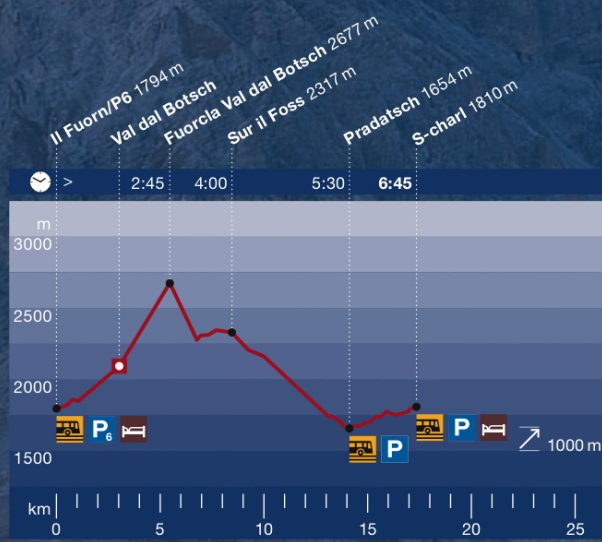 Il Fuorn/P6 1794 m
Val dal Botsch
Fuorcla Val dal Botsch 2677 m
Sur il Foss 2317 m
Pradatsch 1654 m
S-charl 1810 m
> 2:45 4:00 5:30 6:45
m
3000
2500
2000
P6
P
P
1000 m
1500
km
0 5 10 15 20 25